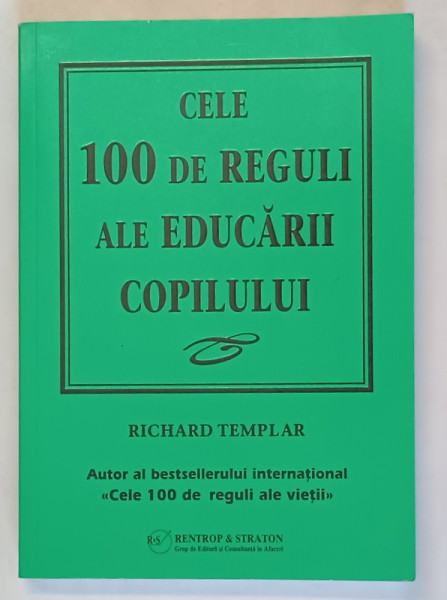 CELE
100 DE REGULI
ALE EDUCĂRII
COPILULUI
RICHARD TEMPLAR
Autor al bestsellerului internațional
«Cele 100 de reguli ale vieții»
R&S RENTROP & STRATON
Grup de Editură și Consultanță în Afaceri